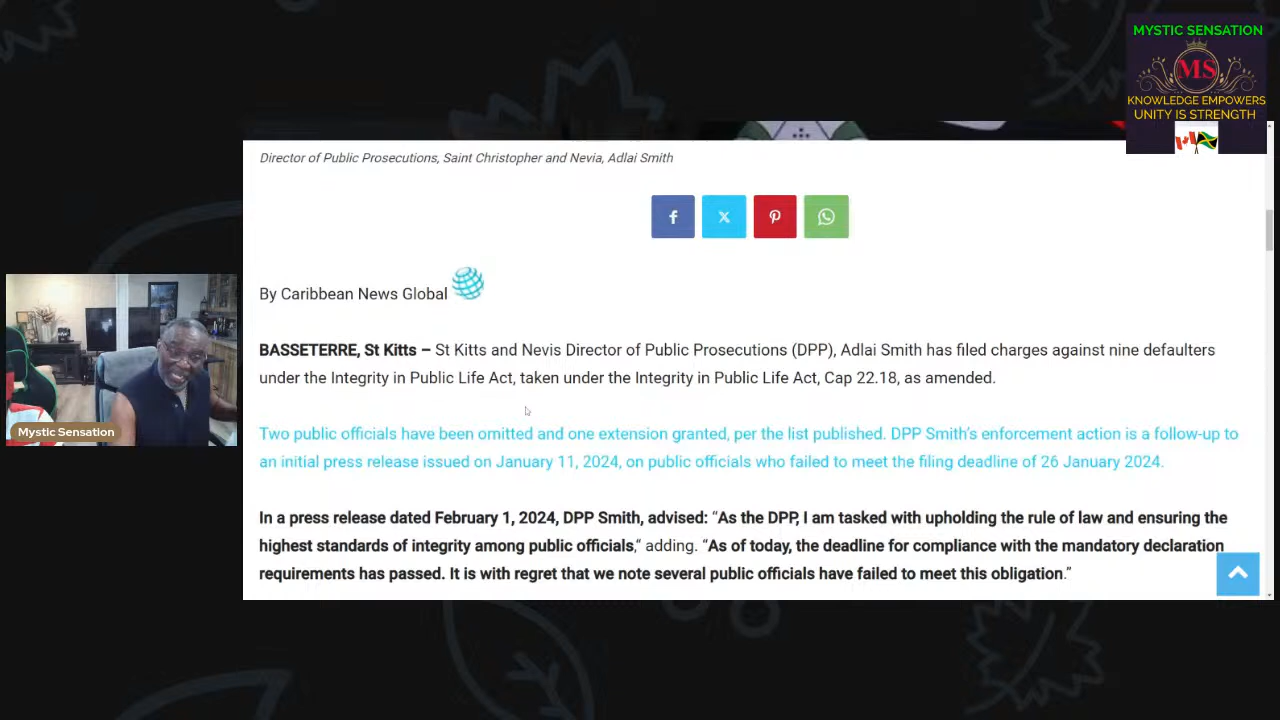 MYSTIC SENSATION
MS
KNOWLEDGE EMPOWERS
UNITY IS STRENGTH
Director of Public Prosecutions, Saint Christopher and Nevia, Adlai Smith
By Caribbean News Global
BASSETERRE, St Kitts – St Kitts and Nevis Director of Public Prosecutions (DPP), Adlai Smith has filed charges against nine defaulters
under the Integrity in Public Life Act, taken under the Integrity in Public Life Act, Cap 22.18, as amended.
Two public officials have been omitted and one extension granted, per the list published. DPP Smith's enforcement action is a follow-up to
an initial press release issued on January 11, 2024, on public officials who failed to meet the filing deadline of 26 January 2024.
In a press release dated February 1, 2024, DPP Smith, advised: “As the DPP, I am tasked with upholding the rule of law and ensuring the
highest standards of integrity among public officials,“ adding. “As of today, the deadline for compliance with the mandatory declaration
requirements has passed. It is with regret that we note several public officials have failed to meet this obligation.”
Mystic Sensation